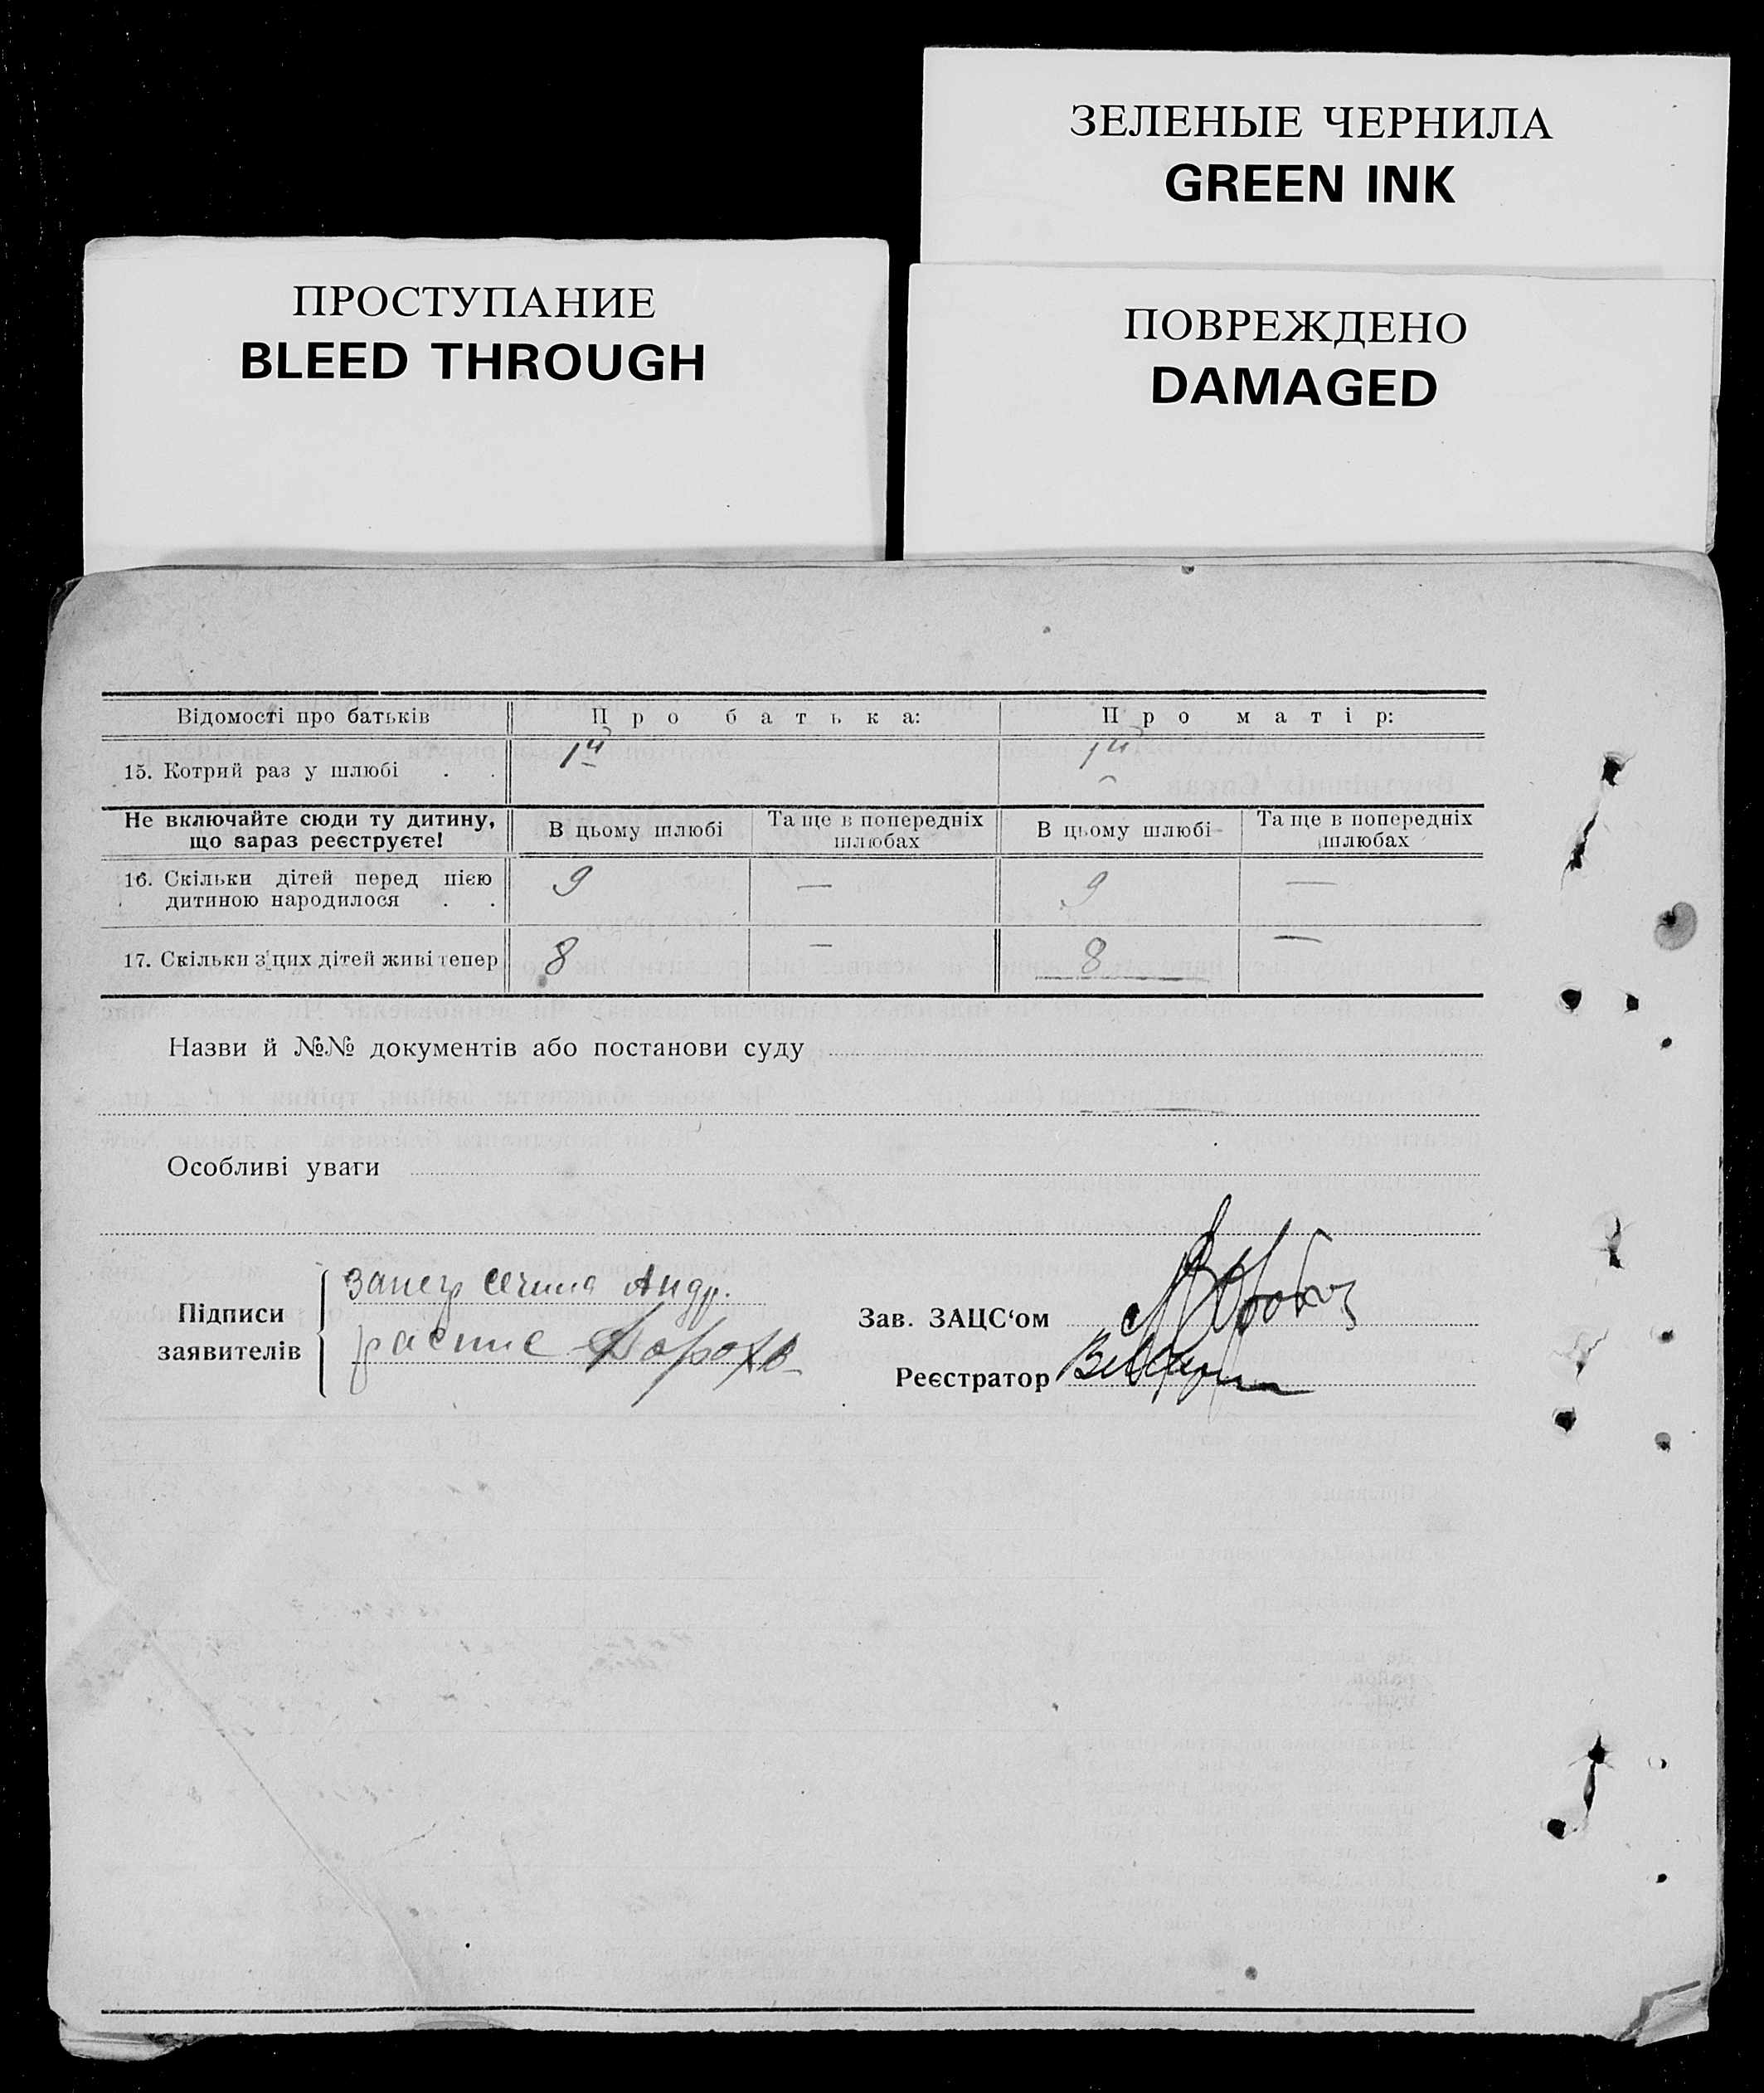 ЗЕЛЕНЫЕ ЧЕРНИЛА
GREEN INK
ПРОСТУПАНИЕ
BLEED THROUGH
ПОВРЕЖДЕНО
DAMAGED
Відомості про батьків Про батька: Про матір:
15. Котрий раз у шлюбі . . 1й 1й
Не включайте сюди ту дитину, що зараз реєструєте! В цьому шлюбі Та ще в попередніх шлюбах В цьому шлюбі Та ще в попередніх шлюбах
16. Скільки дітей перед цією дитиною народилося . . 9 — 9 —
17. Скільки з цих дітей живі тепер 8 — 8 —
Назви й №№ документів або постанови суду
Особливі уваги
Підписи заявителів
Андр.
Зав. ЗАЦС‘ом
Реєстратор